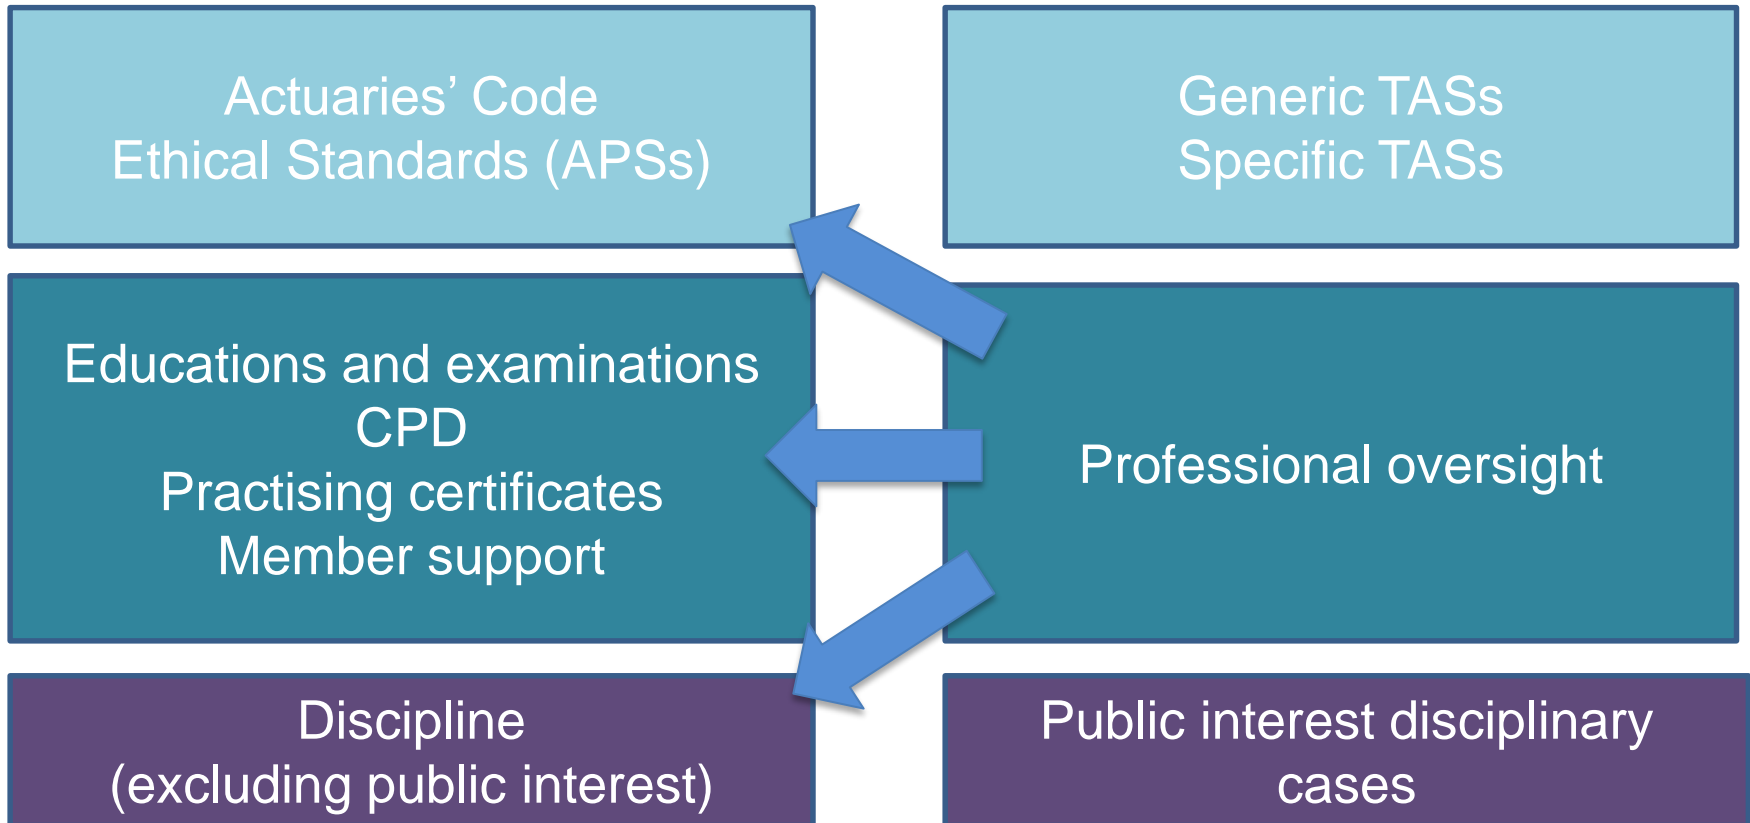 Actuaries’ Code
Ethical Standards (APSs)
Generic TASs
Specific TASs
Educations and examinations
CPD
Practising certificates
Member support
Professional oversight
Discipline
(excluding public interest)
Public interest disciplinary
cases